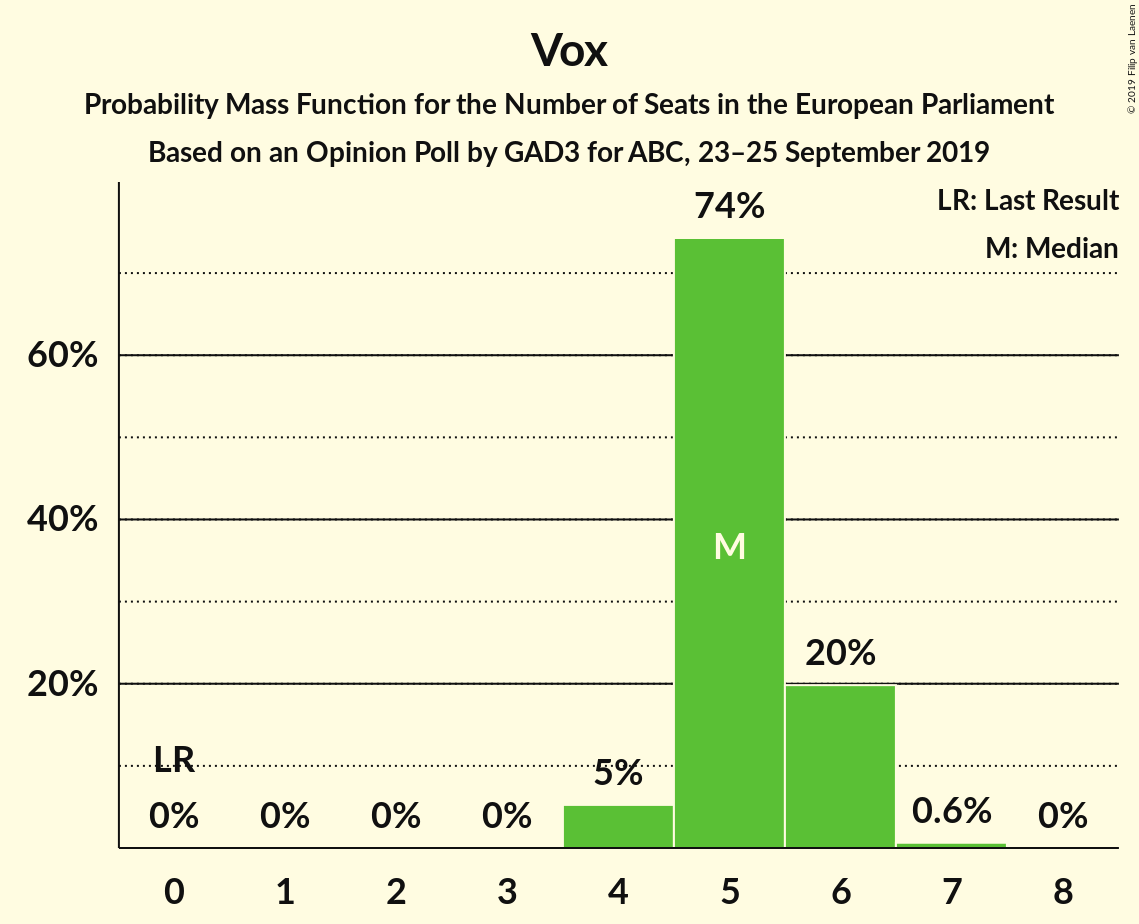 Vox
Probability Mass Function for the Number of Seats in the European Parliament
Based on an Opinion Poll by GAD3 for ABC, 23–25 September 2019
© 2019 Filip van Laenen
LR: Last Result
M: Median
74%
60%
40%
M
20%
20%
LR
5%
0% 0% 0% 0% 0.6% 0%
0 1 2 3 4 5 6 7 8